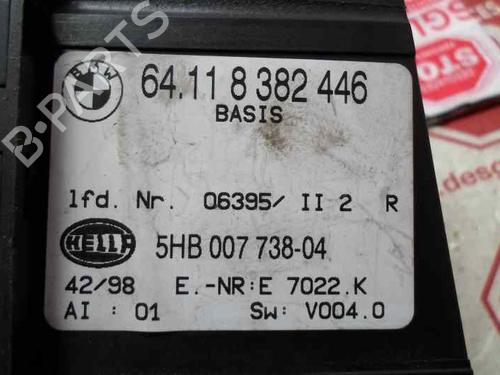 BMW
64.11 8 382 446
BASIS
lfd. Nr. 06395/ II 2 R
HELLA
5HB 007 738-04
42/98 E.-NR:E 7022.K
AI : 01 Sw: V004.0
B-PARTS
STO